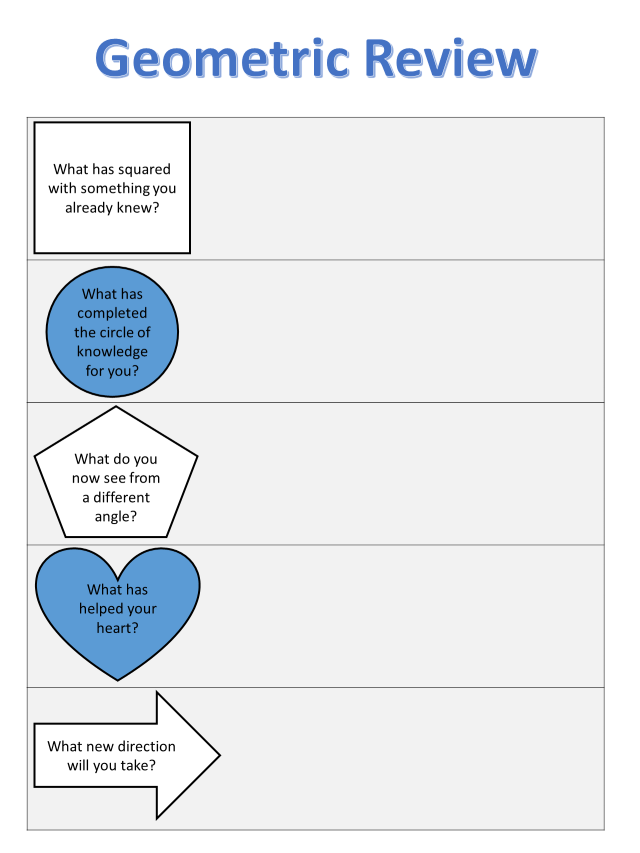 Geometric Review
What has squared
with something you
already knew?
What has
completed
the circle of
knowledge
for you?
What do you
now see from
a different
angle?
What has
helped your
heart?
What new direction
will you take?